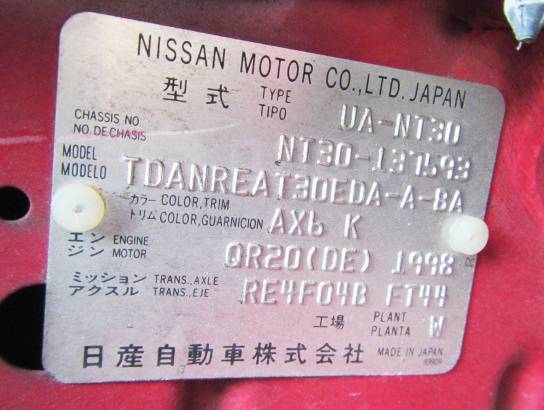 NISSAN MOTOR CO.,LTD. JAPAN
型式 TYPE TIPO UA-NT30
CHASSIS NO
NO.DE CHASIS NT30-137593
MODEL
MODELO TDANREAT30EDA-A-BA
カラー COLOR,TRIM
トリム COLOR,GUARNICION AX6 K
エン ENGINE
ジン MOTOR QR20(DE) 1998 CC
ミッション TRANS.,AXLE
アクスル TRANS.,EJE RE4F04B FT44
工場 PLANT PLANTA W
日産自動車株式会社 MADE IN JAPAN